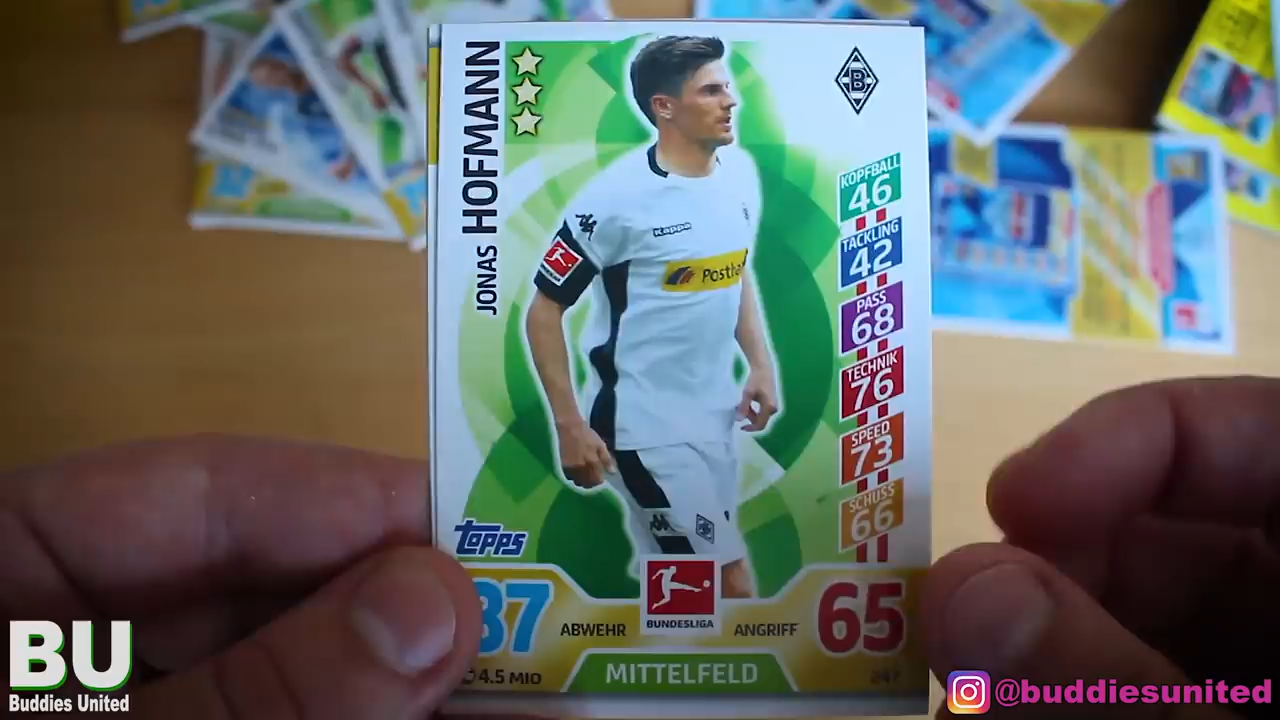 JONAS HOFMANN
B
KOPFBALL
46
TACKLING
42
PASS
68
TECHNIK
76
SPEED
73
SCHUSS
66
Kappa
Postba
TOPPS
37
ABWEHR
BUNDESLIGA
ANGRIFF
65
4.5 MIO
MITTELFELD
BU
Buddies United
@buddiesunited